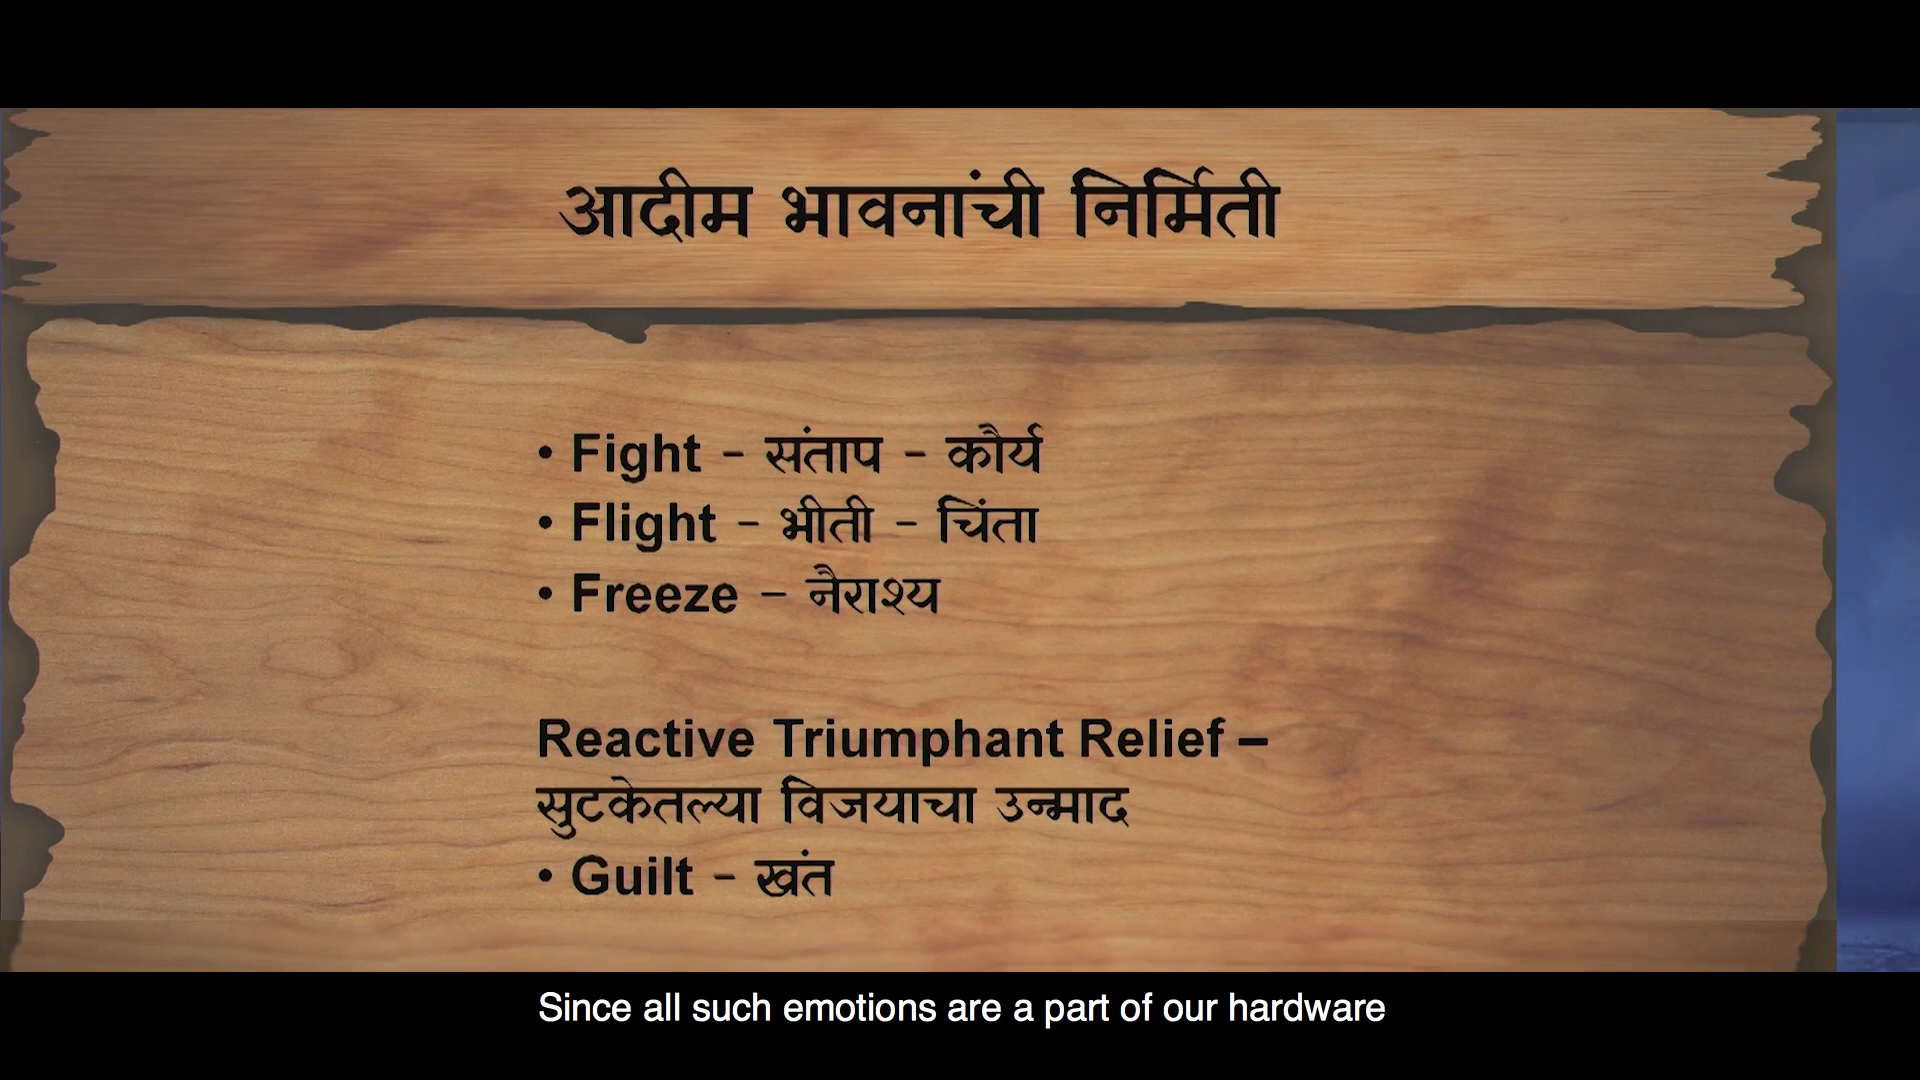 आदीम भावनांची निर्मिती
• Fight – संताप – कौर्य
• Flight – भीती – चिंता
• Freeze – नैराश्य
Reactive Triumphant Relief –
सुटकेतल्या विजयाचा उन्माद
• Guilt – खंत
Since all such emotions are a part of our hardware